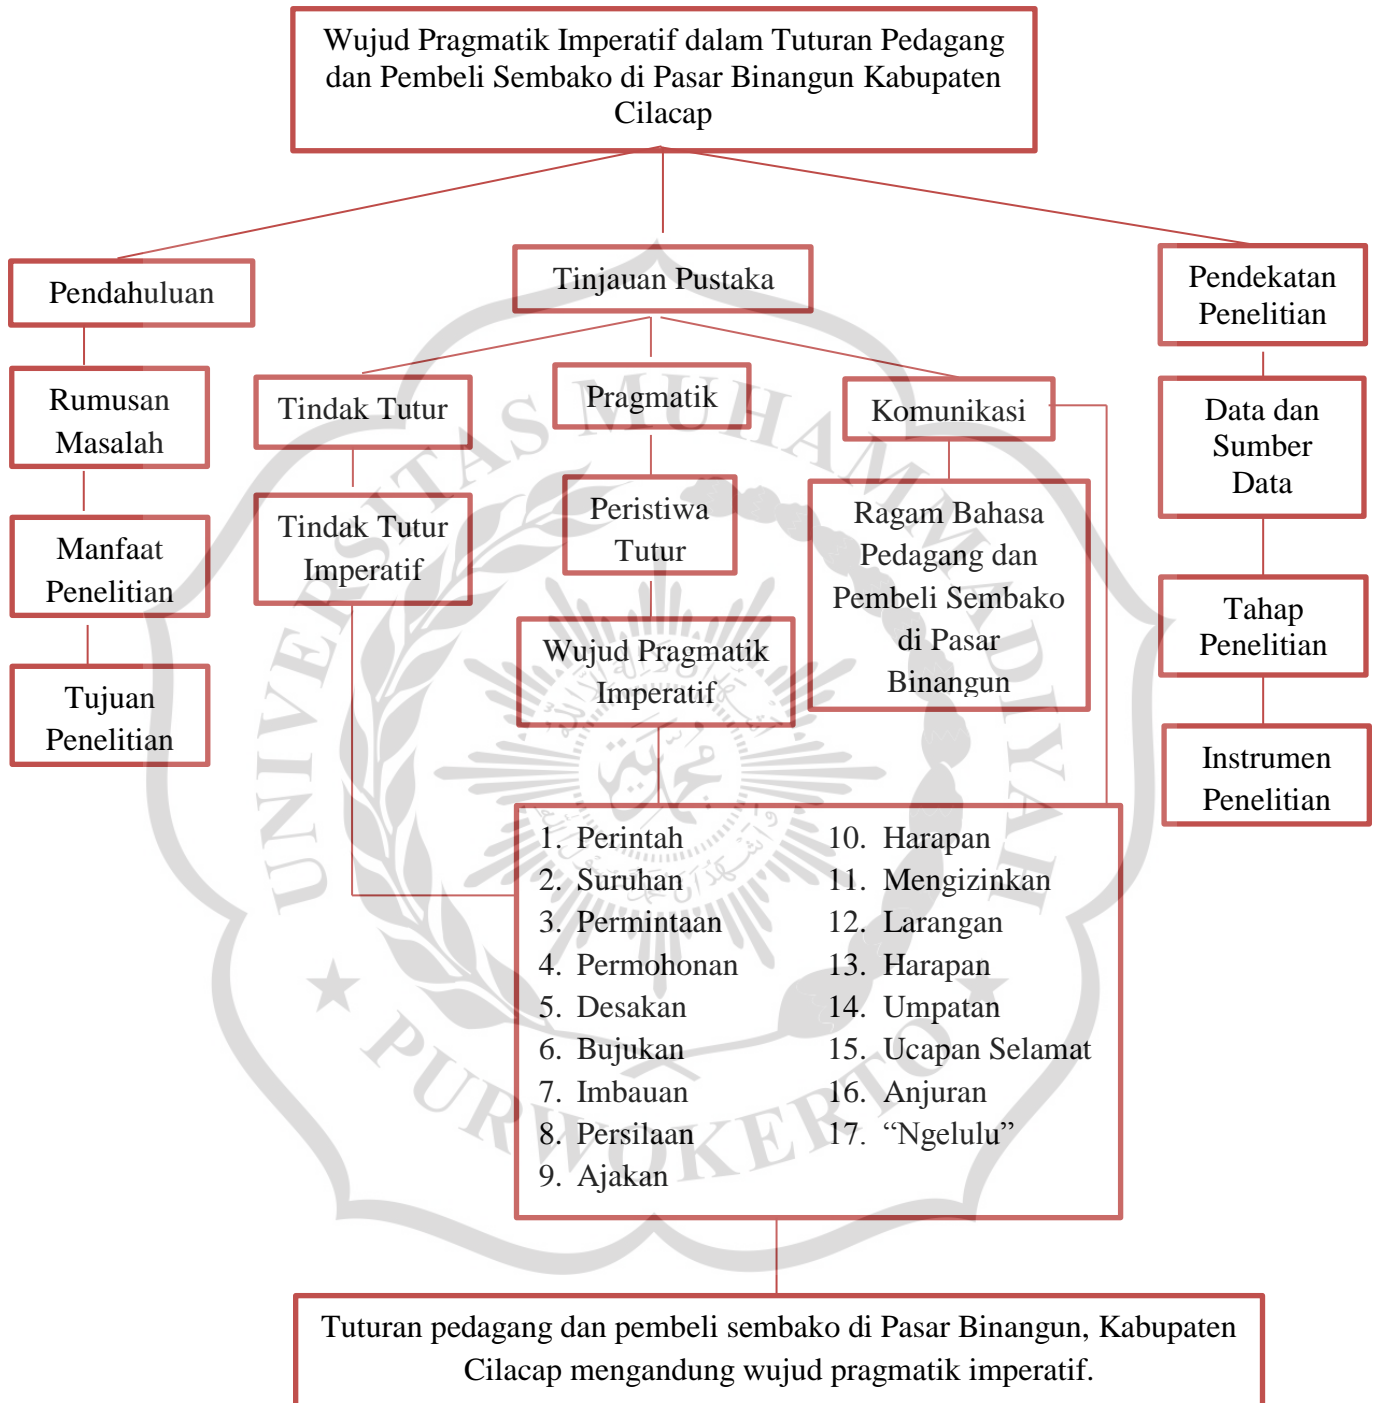 Wujud Pragmatik Imperatif dalam Tuturan Pedagang
dan Pembeli Sembako di Pasar Binangun Kabupaten
Cilacap
Pendahuluan
Tinjauan Pustaka
Pendekatan
Penelitian
Rumusan
Masalah
Tindak Tutur
Pragmatik
Komunikasi
Data dan
Sumber
Data
Manfaat
Penelitian
Tindak Tutur
Imperatif
Peristiwa
Tutur
Ragam Bahasa
Pedagang dan
Pembeli Sembako
di Pasar
Binangun
Tahap
Penelitian
Tujuan
Penelitian
Wujud Pragmatik
Imperatif
Instrumen
Penelitian
1. Perintah
2. Suruhan
3. Permintaan
4. Permohonan
5. Desakan
6. Bujukan
7. Imbauan
8. Persilaan
9. Ajakan
10. Harapan
11. Mengizinkan
12. Larangan
13. Harapan
14. Umpatan
15. Ucapan Selamat
16. Anjuran
17. “Ngelulu”
Tuturan pedagang dan pembeli sembako di Pasar Binangun, Kabupaten
Cilacap mengandung wujud pragmatik imperatif.
UNIVERSITAS MUHAMMADIYAH
PURWOKERTO